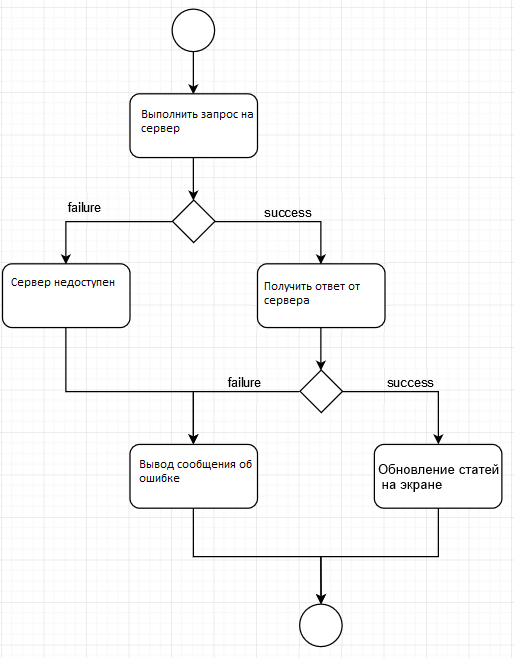 Выполнить запрос на
сервер
failure
success
Сервер недоступен
Получить ответ от
сервера
failure
success
Вывод сообщения об
ошибке
Обновление статей
на экране